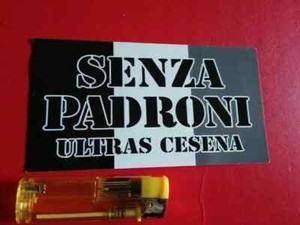 SENZA
PADRONI
ULTRAS CESENA